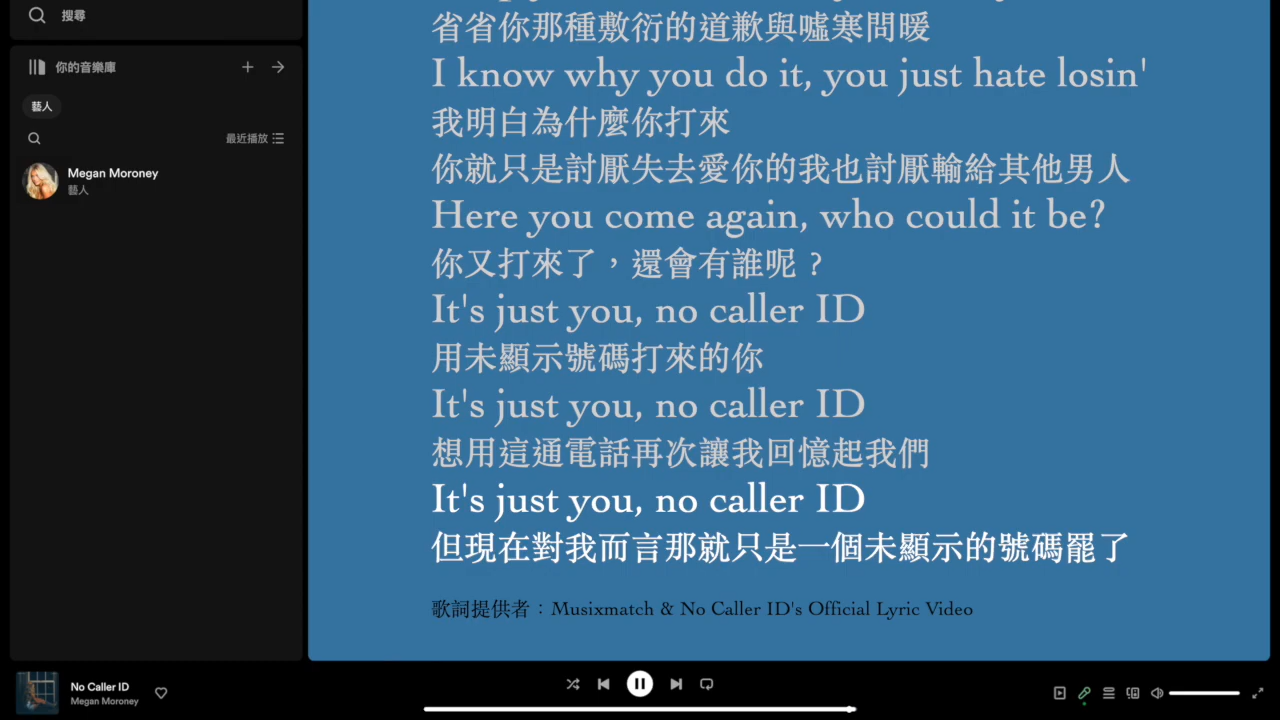 搜尋
你的音樂庫
藝人
最近播放
Megan Moroney
藝人
省省你那種敷衍的道歉與噓寒問暖
I know why you do it, you just hate losin'
我明白為什麼你打來
你就只是討厭失去愛你的我也討厭輸給其他男人
Here you come again, who could it be?
你又打來了，還會有誰呢？
It's just you, no caller ID
用未顯示號碼打來的你
It's just you, no caller ID
想用這通電話再次讓我回憶起我們
It's just you, no caller ID
但現在對我而言那就只是一個未顯示的號碼罷了
歌詞提供者：Musixmatch & No Caller ID's Official Lyric Video
No Caller ID
Megan Moroney